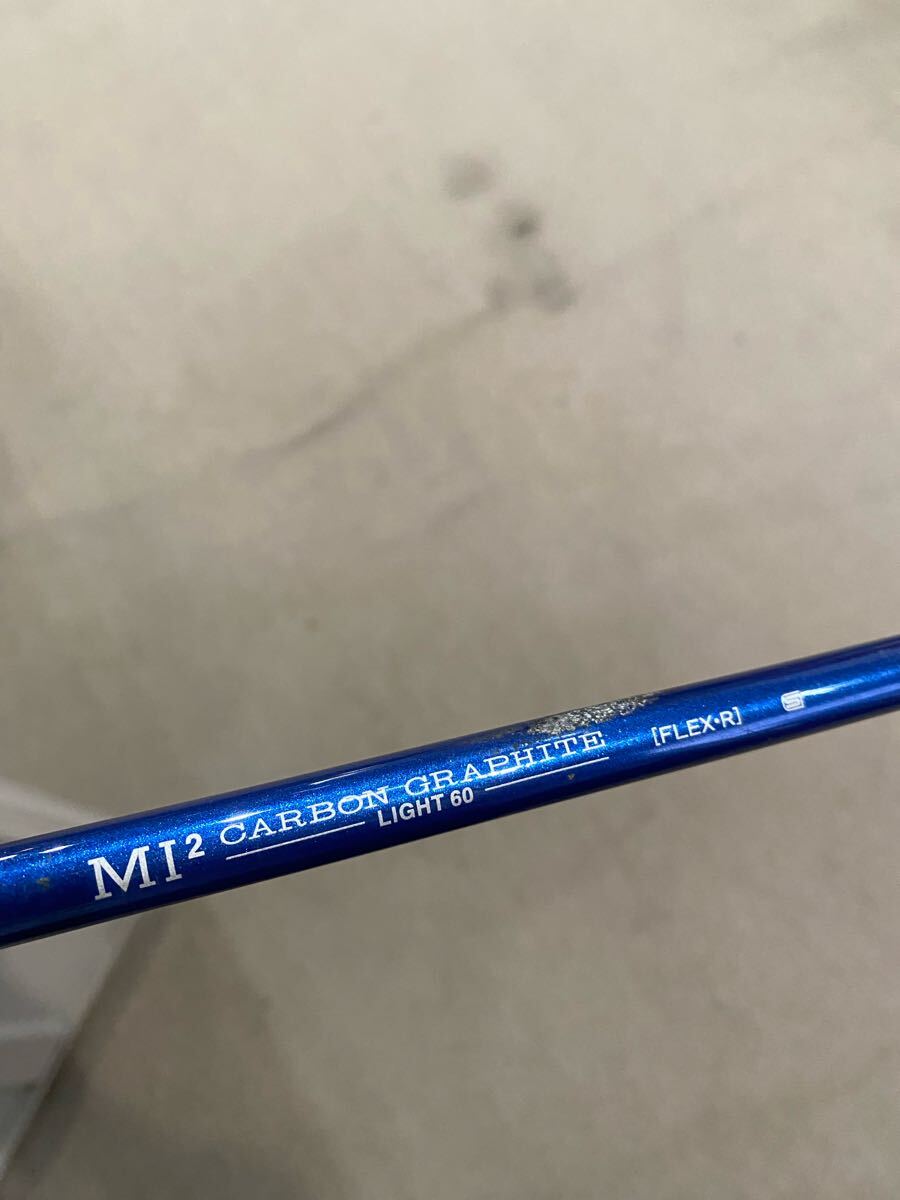 MI² CARBON GRAPHITE
LIGHT 60
[FLEX•R]